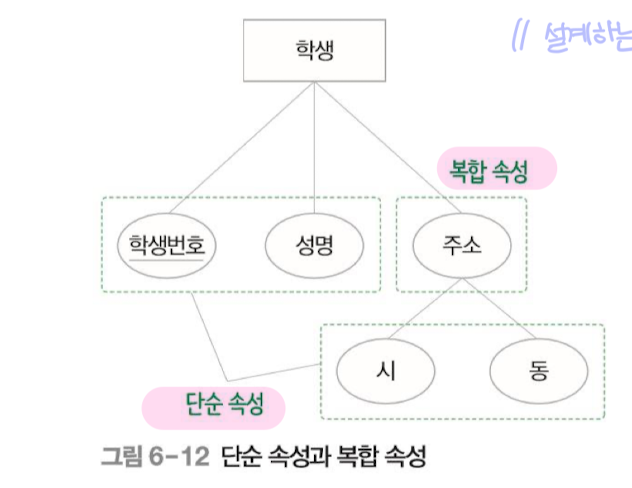 학생
// 설계하는
복합 속성
학생번호
성명
주소
시
동
단순 속성
그림 6-12 단순 속성과 복합 속성